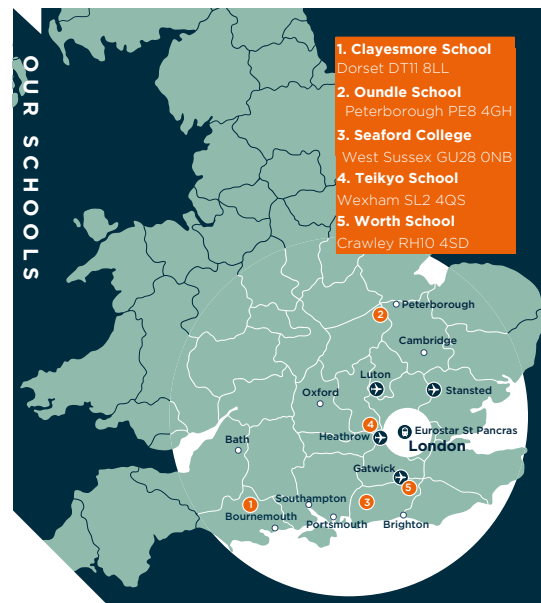 OUR SCHOOLS
1. Clayesmore School
Dorset DT11 8LL
2. Oundle School
Peterborough PE8 4GH
3. Seaford College
West Sussex GU28 0NB
4. Teikyo School
Wexham SL2 4QS
5. Worth School
Crawley RH10 4SD
Peterborough
2
Cambridge
Luton
Stansted
Oxford
4
Eurostar St Pancras
Heathrow
London
Bath
Gatwick
5
Southampton
3
1
Bournemouth
Portsmouth
Brighton